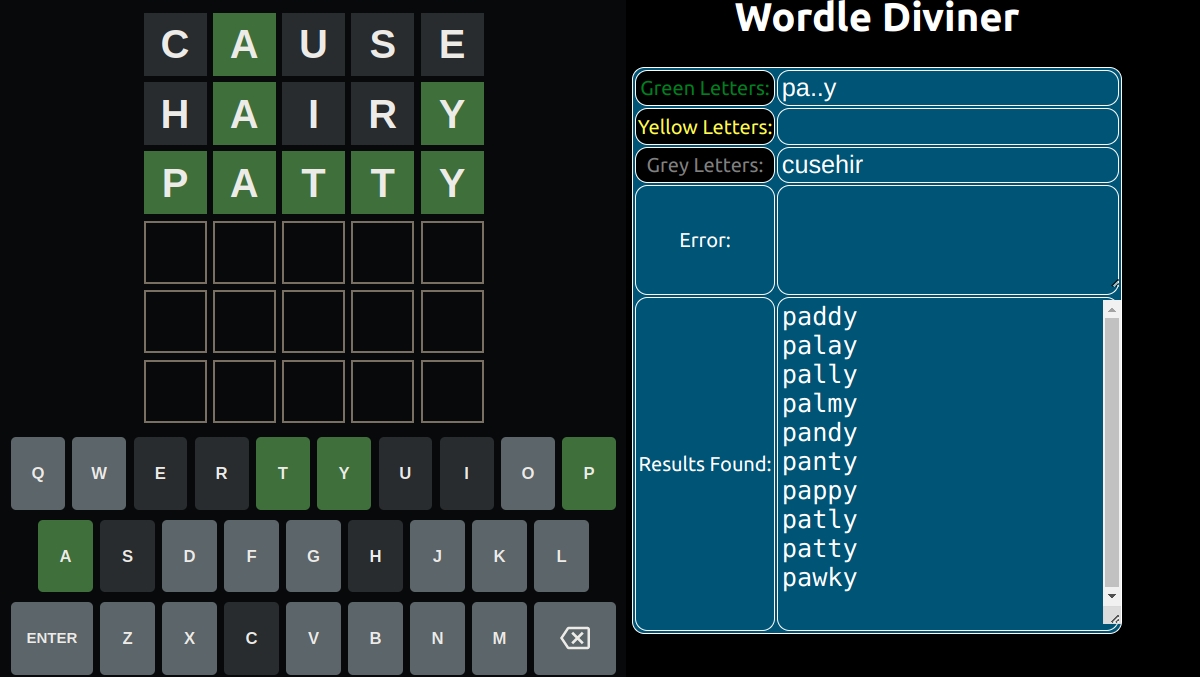 C A U S E
H A I R Y
P A T T Y
Q W E R T Y U I O P
A S D F G H J K L
ENTER Z X C V B N M
Wordle Diviner
Green Letters: pa..y
Yellow Letters:
Grey Letters: cusehir
Error:
Results Found:
paddy
palay
pally
palmy
pandy
panty
pappy
patly
patty
pawky